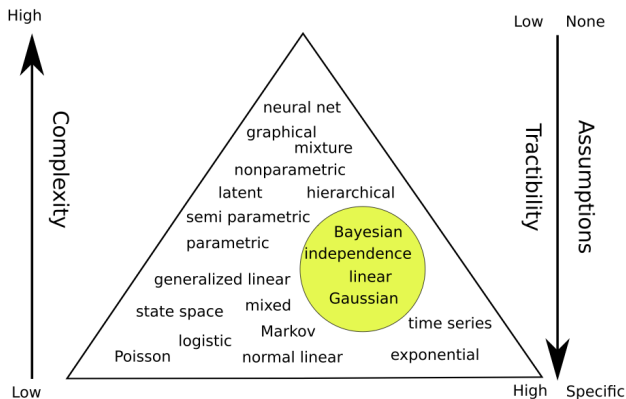 High
Low None
neural net
graphical
mixture
nonparametric
latent hierarchical
semi parametric
Bayesian
parametric
independence
generalized linear
linear
Gaussian
state space
mixed
time series
Markov
logistic
Poisson
normal linear
exponential
Complexity
Tractibility
Assumptions
Low
High Specific